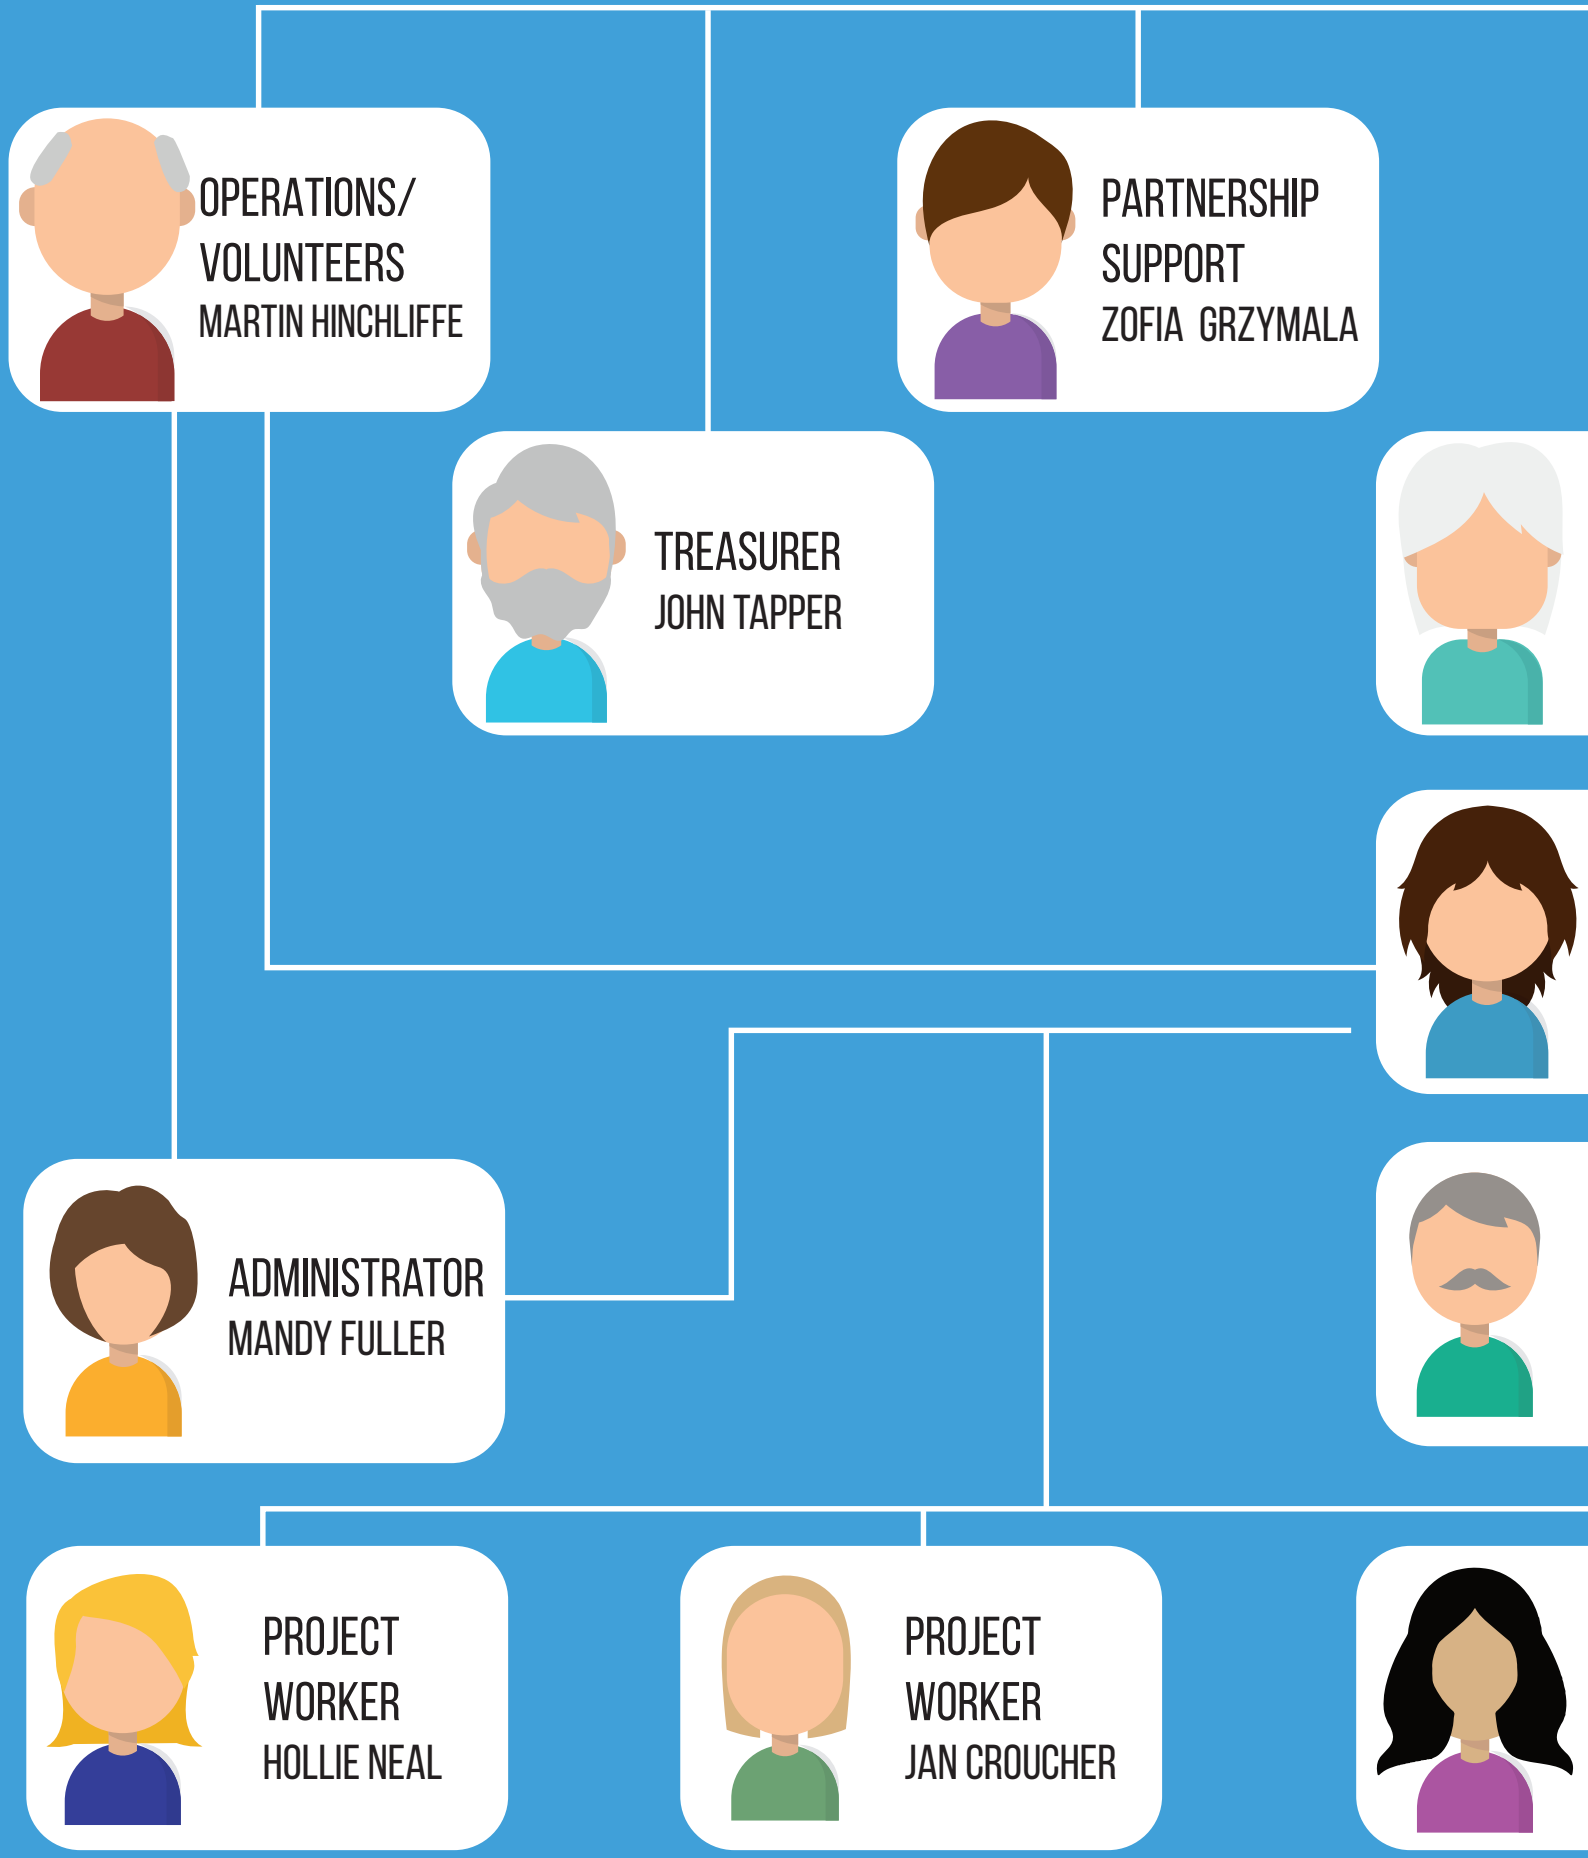 OPERATIONS/
VOLUNTEERS
MARTIN HINCHLIFFE
PARTNERSHIP
SUPPORT
ZOFIA GRZYMALA
TREASURER
JOHN TAPPER
ADMINISTRATOR
MANDY FULLER
PROJECT
WORKER
HOLLIE NEAL
PROJECT
WORKER
JAN CROUCHER